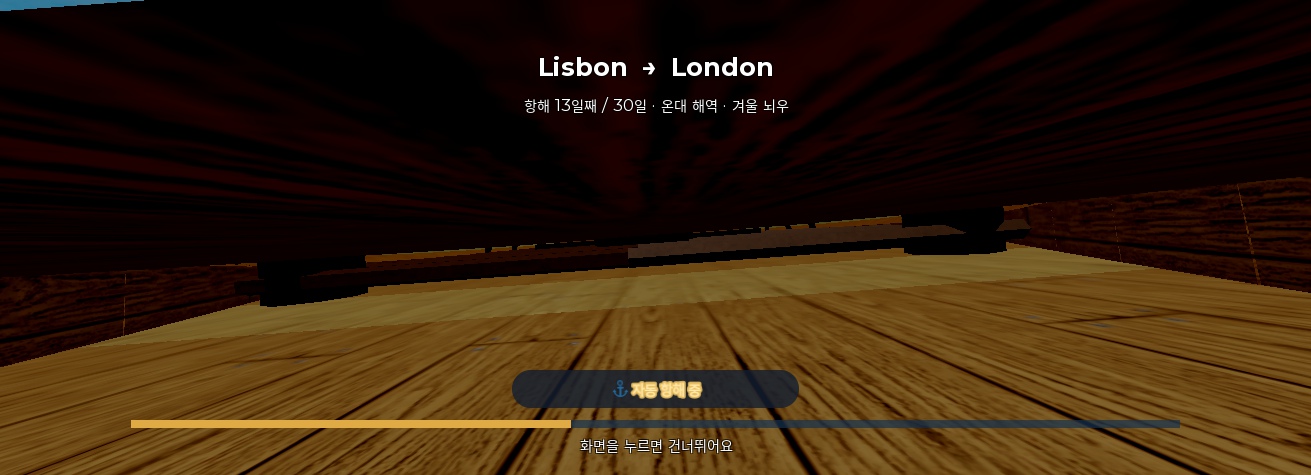 Lisbon → London
항해 13일째 / 30일 · 온대 해역 · 겨울 뇌우
⚓ 자동 항해 중
화면을 누르면 건너뛰어요